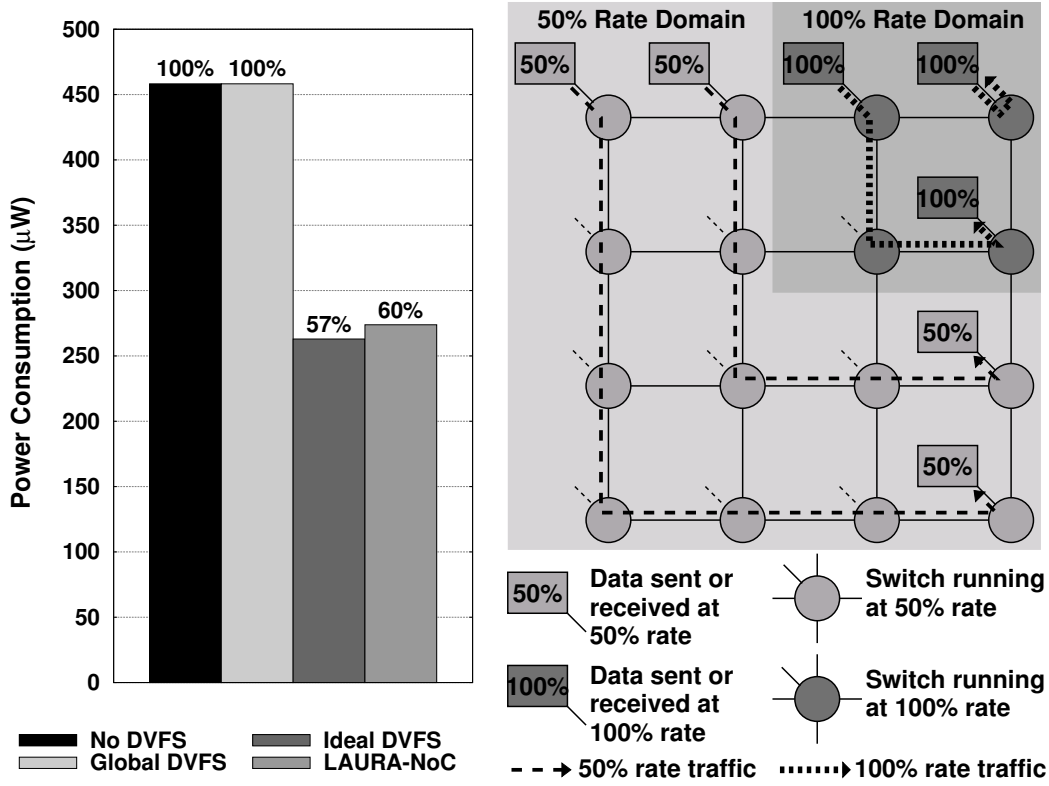 500
450
400
350
300
250
200
150
100
50
0
Power Consumption (μW)
100% 100%
57%
60%
No DVFS
Global DVFS
Ideal DVFS
LAURA-NoC
50% Rate Domain
100% Rate Domain
50%
50%
100%
100%
100%
50%
50%
50%
Data sent or
received at
50% rate
Switch running
at 50% rate
100%
Data sent or
received at
100% rate
Switch running
at 100% rate
50% rate traffic
100% rate traffic